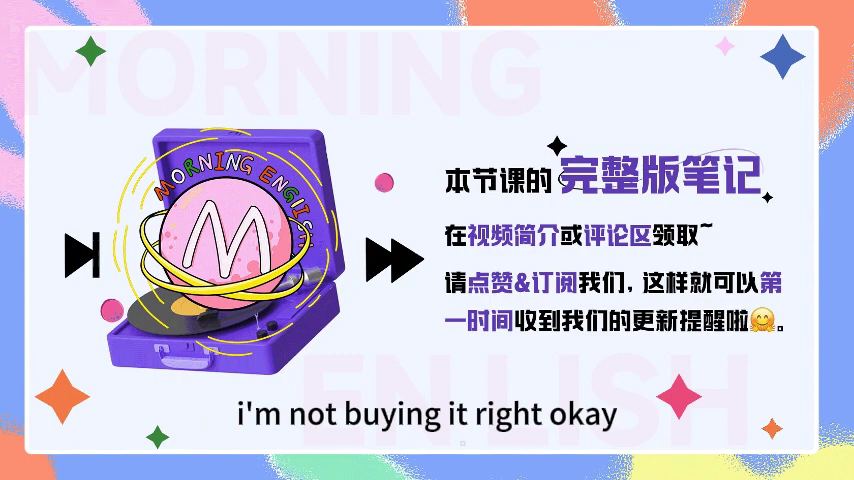 MORNING
MORNING ENGlISH
M
本节课的 完整版笔记
在视频简介或评论区领取~
请点赞&订阅我们, 这样就可以第
一时间收到我们的更新提醒啦🤗。
EN LISH
i'm not buying it right okay